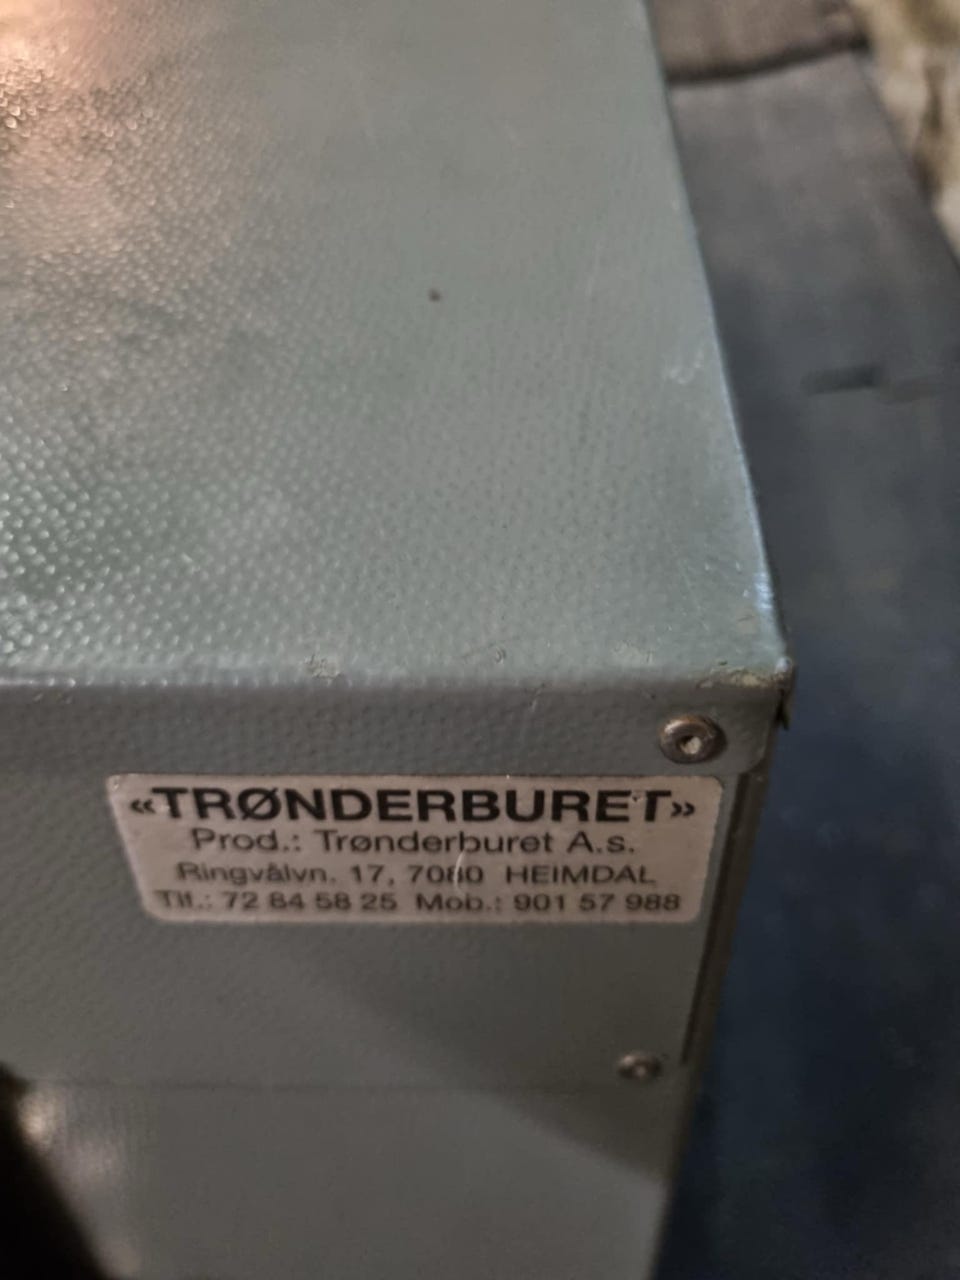 «TRØNDERBURET»
Prod.: Trønderburet A.s.
Ringvålvn. 17, 7080 HEIMDAL
Tlf.: 72 84 58 25 Mob.: 901 57 988